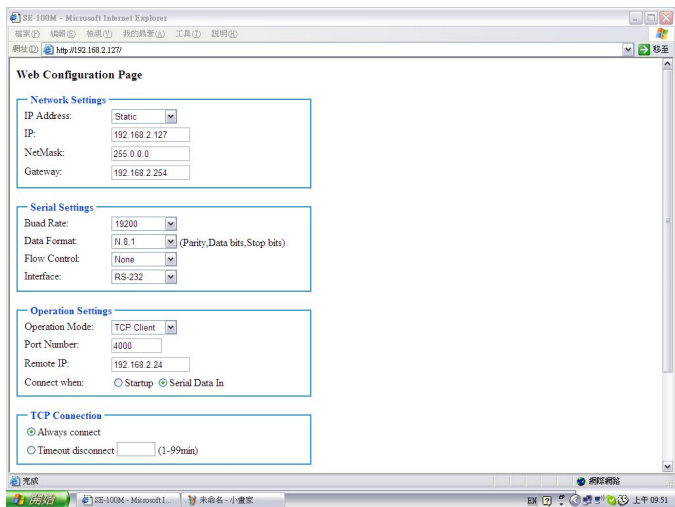 SE-100M - Microsoft Internet Explorer
檔案(F) 編輯(E) 檢視(V) 我的最愛(A) 工具(T) 說明(H)
網址(D) http://192.168.2.127/ 移至
Web Configuration Page
Network Settings
IP Address: Static
IP: 192.168.2.127
NetMask: 255.0.0.0
Gateway: 192.168.2.254
Serial Settings
Buad Rate: 19200
Data Format: N,8,1 (Parity,Data bits,Stop bits)
Flow Control: None
Interface: RS-232
Operation Settings
Operation Mode: TCP Client
Port Number: 4000
Remote IP: 192.168.2.24
Connect when: Startup Serial Data In
TCP Connection
Always connect
Timeout disconnect (1-99min)
完成 網際網路
開始 SE-100M - Microsoft I... 未命名 - 小畫家 EN 上午 09:51